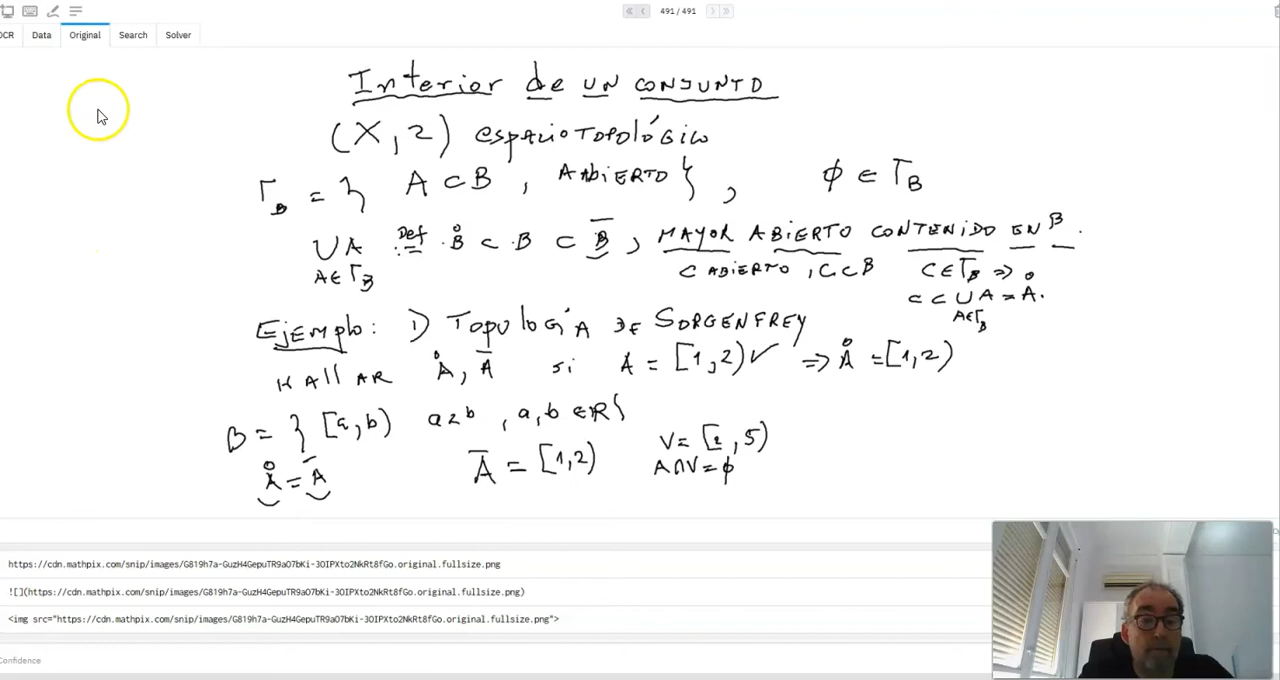 491 / 491
OCR Data Original Search Solver
Interior de un conjunto
(X, τ) espacio Topológico
Γ_B = { A ⊂ B, A Abierto }, ∅ ∈ Γ_B
∪ A Def := B̊ ⊂ B ⊂ B̄, MAYOR ABIERTO CONTENIDO EN B.
A∈Γ_B
C ABIERTO, C ⊂ B
C ∈ Γ_B ⇒
C ⊂ ∪ A = Å.
A∈Γ_B
Ejemplo: 1) Topología de SORGENFREY
HALLAR Å, Ā si A = [1,2) ✓ ⇒ Å = [1,2)
B = { [a,b) a<b, a,b ∈ ℝ }
Å = Ā
Ā = [1,2)
V = [2,5)
A∩V = ∅
https://cdn.mathpix.com/snip/images/G819h7a-GuzH4GepuTR9aO7bKi-3OIPXto2NkRt8fGo.original.fullsize.png
![](https://cdn.mathpix.com/snip/images/G819h7a-GuzH4GepuTR9aO7bKi-3OIPXto2NkRt8fGo.original.fullsize.png)
<img src="https://cdn.mathpix.com/snip/images/G819h7a-GuzH4GepuTR9aO7bKi-3OIPXto2NkRt8fGo.original.fullsize.png">
Confidence